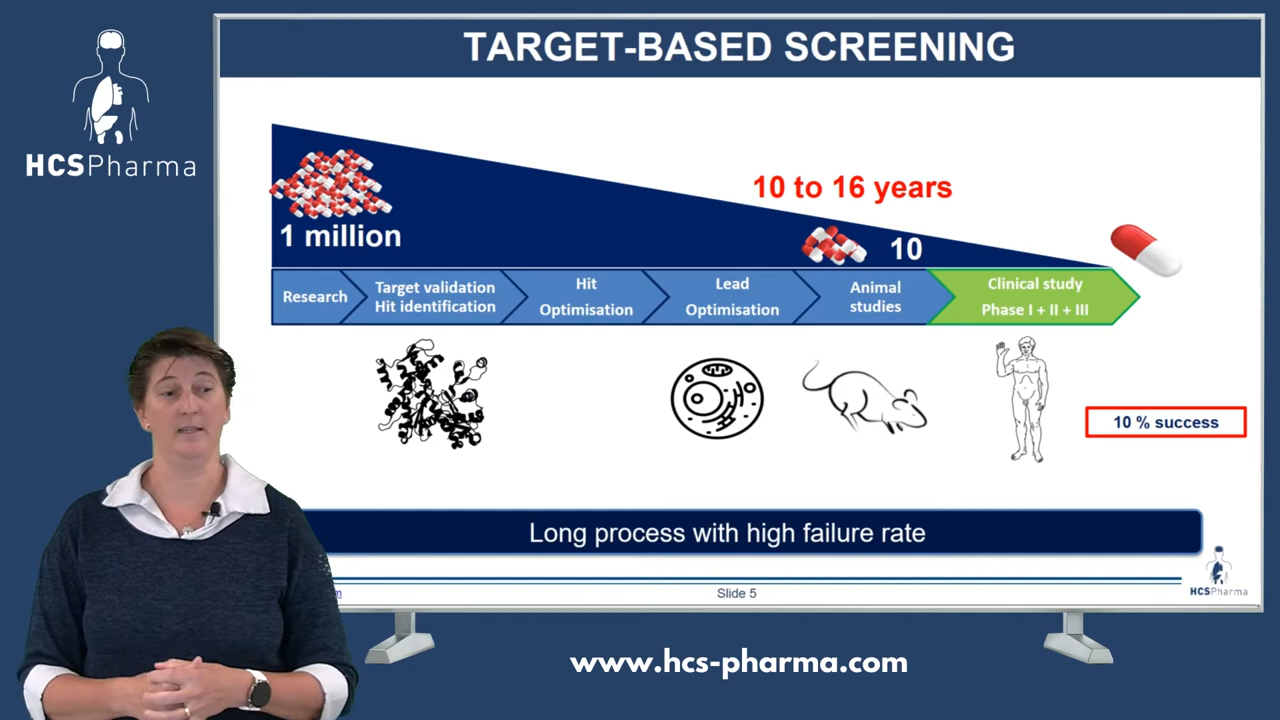 HCSPharma
TARGET-BASED SCREENING
10 to 16 years
1 million
10
Research
Target validation
Hit identification
Hit
Optimisation
Lead
Optimisation
Animal
studies
Clinical study
Phase I + II + III
10 % success
Long process with high failure rate
Slide 5
HCSPharma
www.hcs-pharma.com